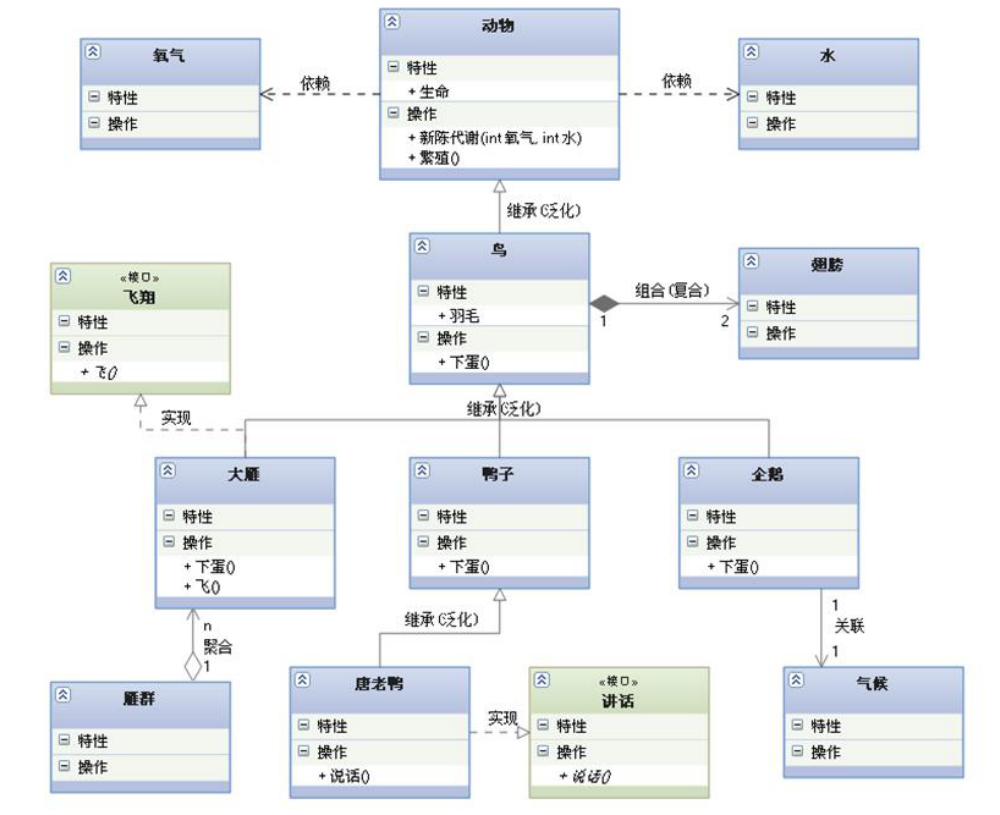 动物
特性
+ 生命
操作
+ 新陈代谢(int 氧气, int 水)
+ 繁殖()
氧气
特性
操作
依赖
依赖
水
特性
操作
继承(泛化)
«接口»
飞翔
特性
操作
+ 飞()
实现
鸟
特性
+ 羽毛
操作
+ 下蛋()
组合(复合)
1
2
翅膀
特性
操作
继承(泛化)
大雁
特性
操作
+ 下蛋()
+ 飞()
鸭子
特性
操作
+ 下蛋()
企鹅
特性
操作
+ 下蛋()
n
聚合
1
继承(泛化)
1
关联
1
雁群
特性
操作
唐老鸭
特性
操作
+ 说话()
实现
«接口»
讲话
特性
操作
+ 说话()
气候
特性
操作